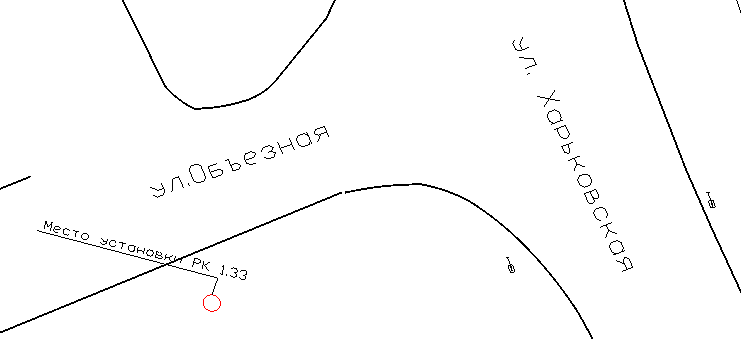 ул. Харьковская
ул.Объезная
Место установки РК 1.33